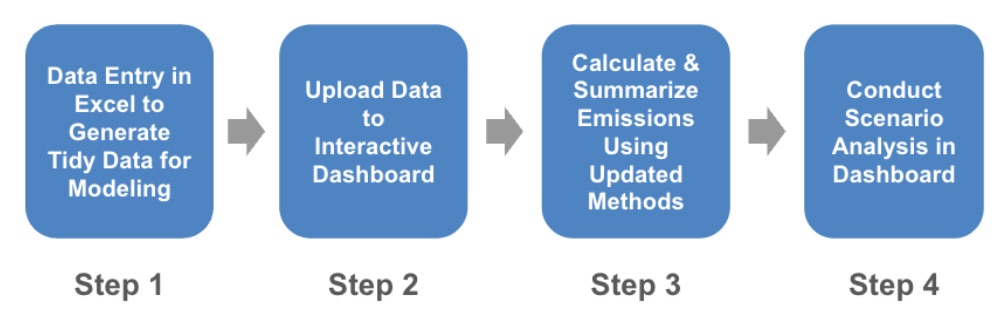 Data Entry in
Excel to
Generate
Tidy Data for
Modeling
Upload Data
to
Interactive
Dashboard
Calculate &
Summarize
Emissions
Using
Updated
Methods
Conduct
Scenario
Analysis in
Dashboard
Step 1
Step 2
Step 3
Step 4